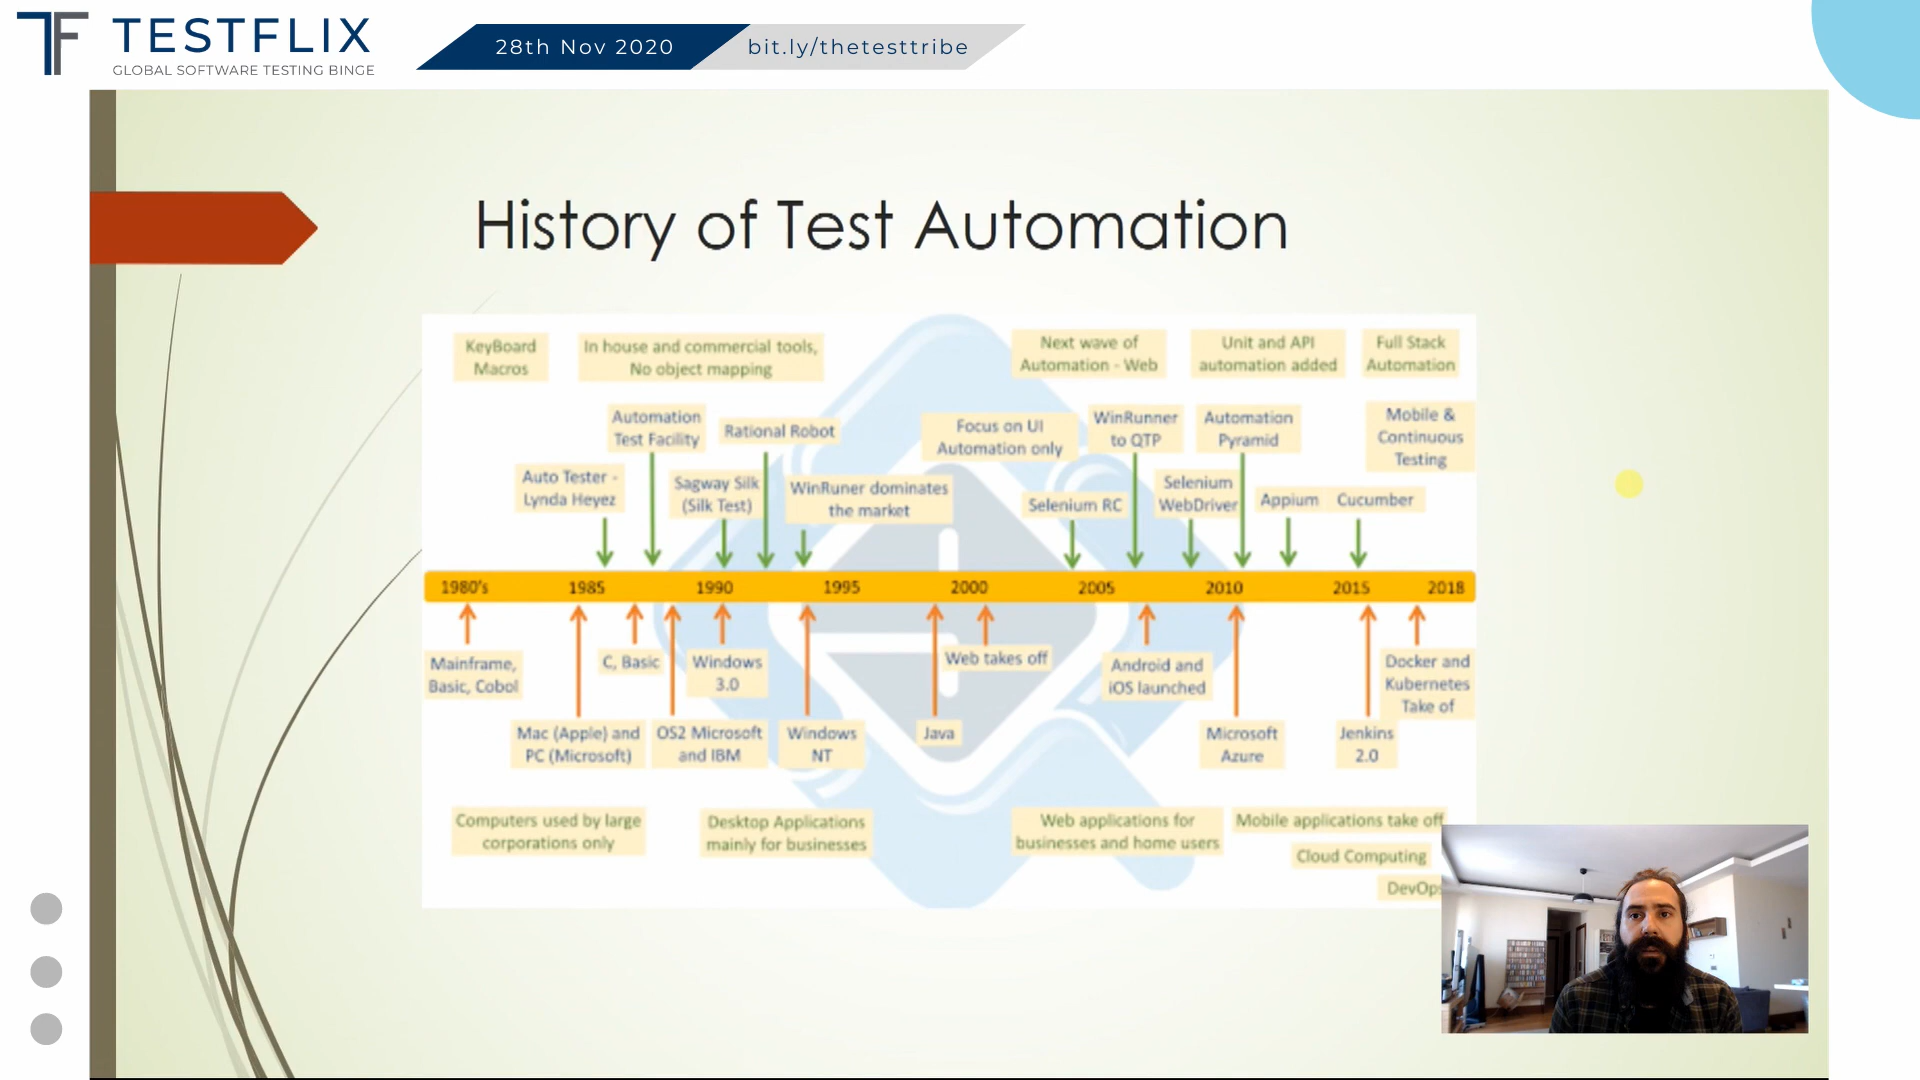 TF TESTFLIX
GLOBAL SOFTWARE TESTING BINGE
28th Nov 2020
bit.ly/thetesttribe
History of Test Automation
KeyBoard
Macros
In house and commercial tools,
No object mapping
Next wave of
Automation - Web
Unit and API
automation added
Full Stack
Automation
Automation
Test Facility
Rational Robot
Focus on UI
Automation only
WinRunner
to QTP
Automation
Pyramid
Mobile &
Continuous
Testing
Auto Tester -
Lynda Heyez
Sagway Silk
(Silk Test)
WinRuner dominates
the market
Selenium RC
Selenium
WebDriver
Appium
Cucumber
1980's 1985 1990 1995 2000 2005 2010 2015 2018
Mainframe,
Basic, Cobol
C, Basic
Windows
3.0
Web takes off
Android and
iOS launched
Docker and
Kubernetes
Take of
Mac (Apple) and
PC (Microsoft)
OS2 Microsoft
and IBM
Windows
NT
Java
Microsoft
Azure
Jenkins
2.0
Computers used by large
corporations only
Desktop Applications
mainly for businesses
Web applications for
businesses and home users
Mobile applications take off
Cloud Computing
DevOps